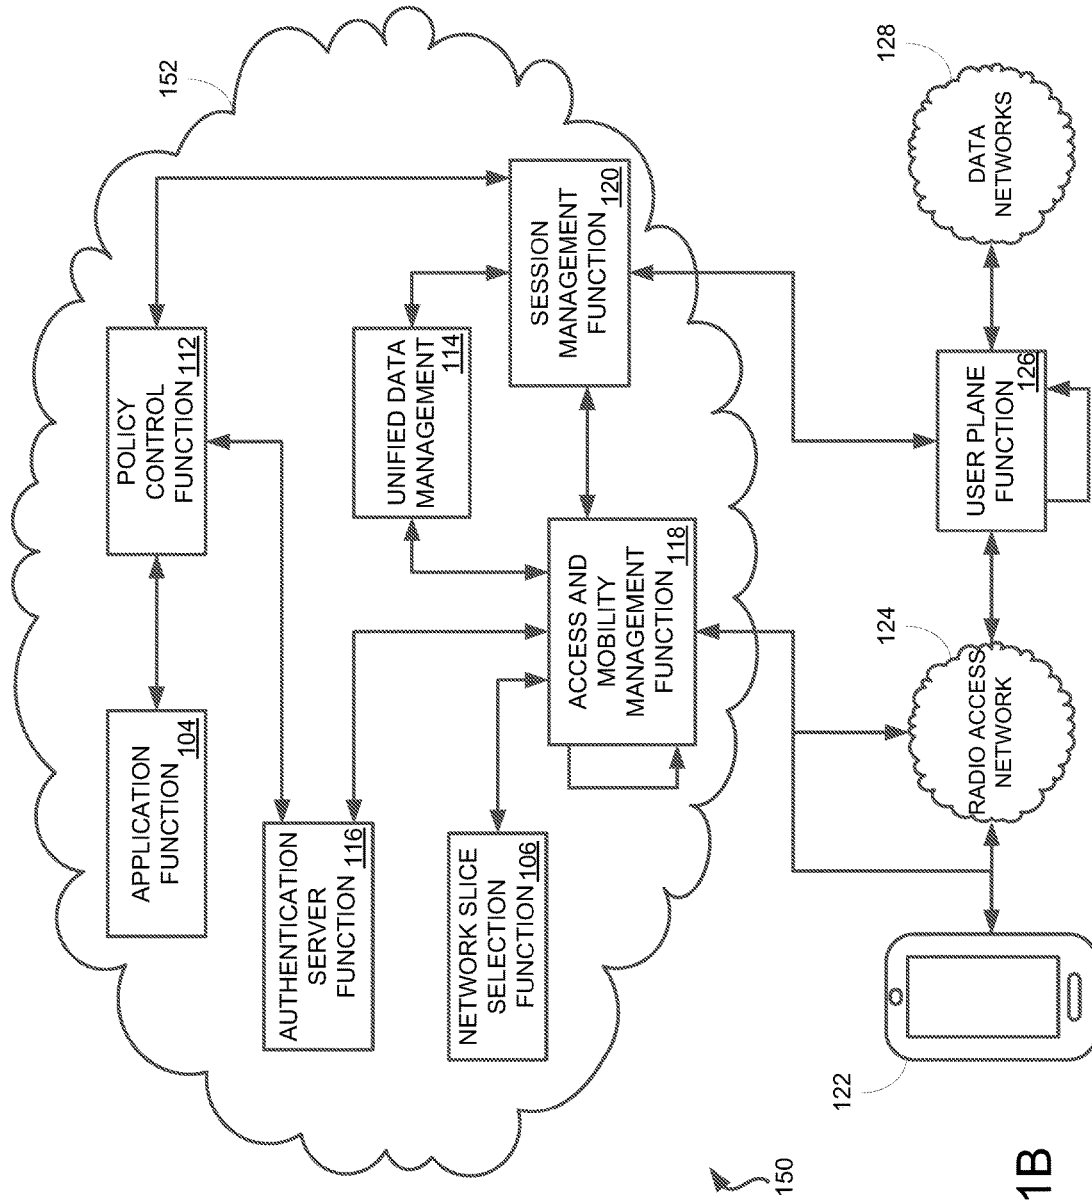 152
APPLICATION
FUNCTION
104
POLICY
CONTROL
FUNCTION
112
AUTHENTICATION
SERVER
FUNCTION
116
UNIFIED DATA
MANAGEMENT
114
NETWORK SLICE
SELECTION
FUNCTION
106
ACCESS AND
MOBILITY
MANAGEMENT
FUNCTION
118
SESSION
MANAGEMENT
FUNCTION
120
150
122
124
RADIO ACCESS
NETWORK
USER PLANE
FUNCTION
126
128
DATA
NETWORKS
1B